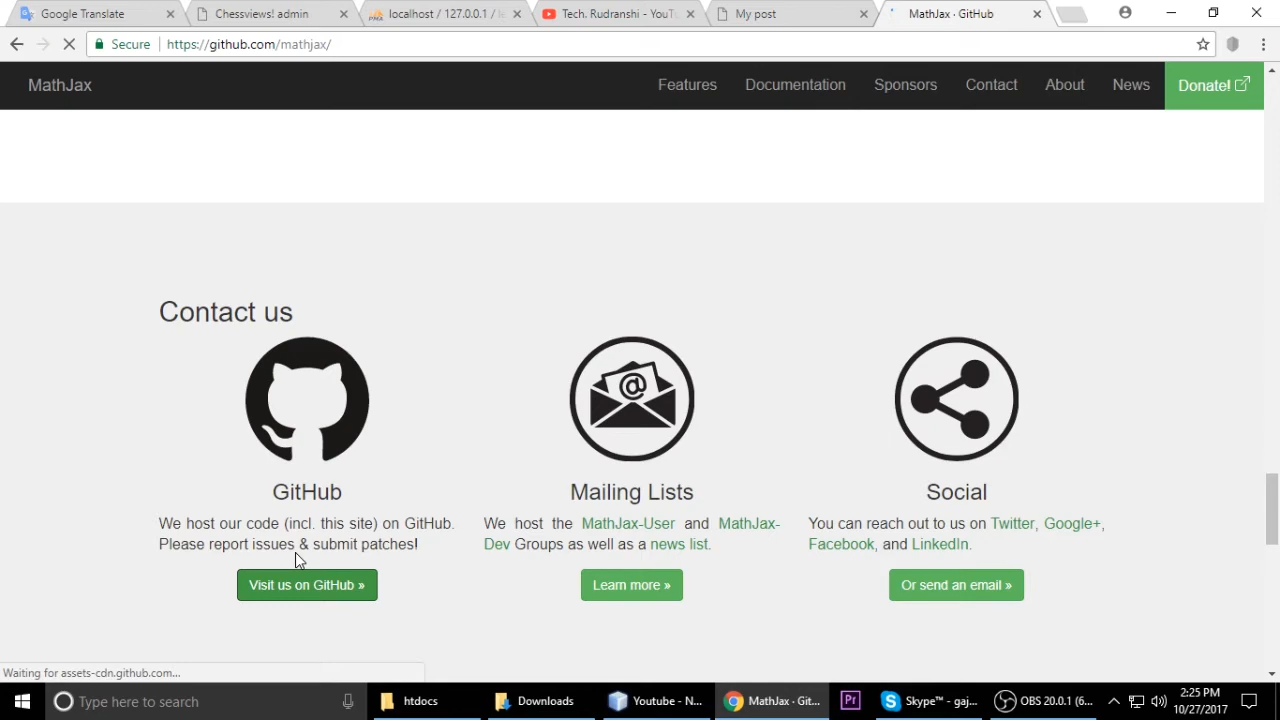 Google Translate
Chessviews! admin
localhost / 127.0.0.1 /
Tech. Rudranshi - YouT
My post
MathJax · GitHub
Secure
https://github.com/mathjax/
MathJax
Features
Documentation
Sponsors
Contact
About
News
Donate!
Contact us
GitHub
We host our code (incl. this site) on GitHub.
Please report issues & submit patches!
Visit us on GitHub »
Mailing Lists
We host the MathJax-User and MathJax-
Dev Groups as well as a news list.
Learn more »
Social
You can reach out to us on Twitter, Google+,
Facebook, and LinkedIn.
Or send an email »
Waiting for assets-cdn.github.com...
Type here to search
htdocs
Downloads
Youtube - N...
MathJax · Git...
Pr
Skype™ - gaj...
OBS 20.0.1 (6...
2:25 PM
10/27/2017